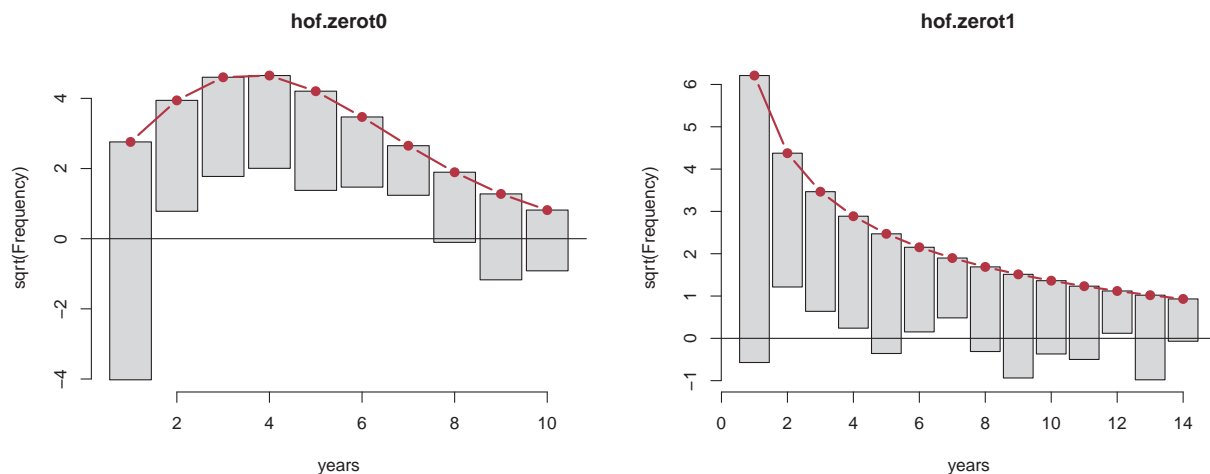 hof.zerot0
sqrt(Frequency)
4
2
0
−2
−4
2 4 6 8 10
years
hof.zerot1
sqrt(Frequency)
6
5
4
3
2
1
0
−1
0 2 4 6 8 10 12 14
years